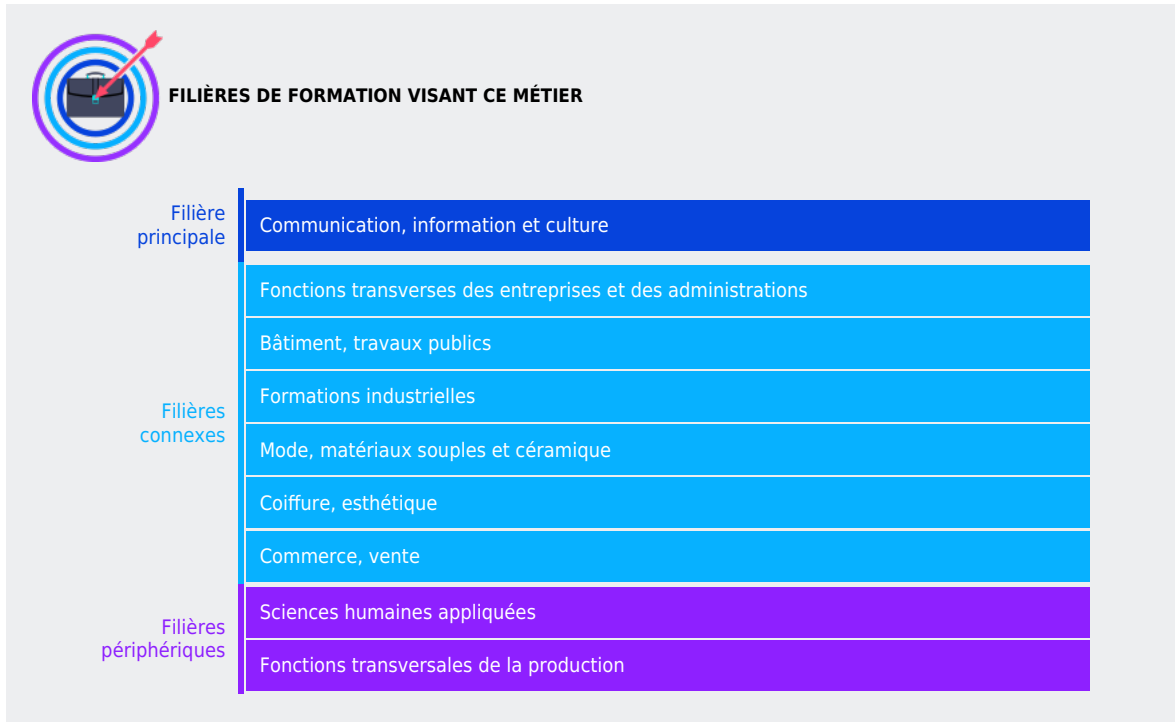 FILIÈRES DE FORMATION VISANT CE MÉTIER
Filière
principale
Communication, information et culture
Filières
connexes
Fonctions transverses des entreprises et des administrations
Bâtiment, travaux publics
Formations industrielles
Mode, matériaux souples et céramique
Coiffure, esthétique
Commerce, vente
Filières
périphériques
Sciences humaines appliquées
Fonctions transversales de la production